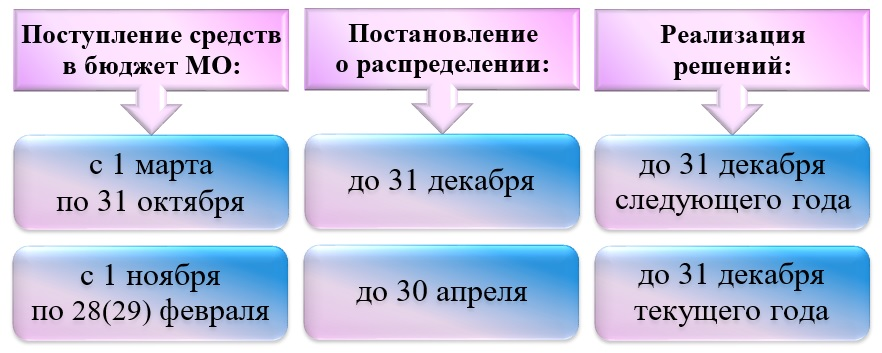 Поступление средств
в бюджет МО:
Постановление
о распределении:
Реализация
решений:
с 1 марта
по 31 октября
до 31 декабря
до 31 декабря
следующего года
с 1 ноября
по 28(29) февраля
до 30 апреля
до 31 декабря
текущего года